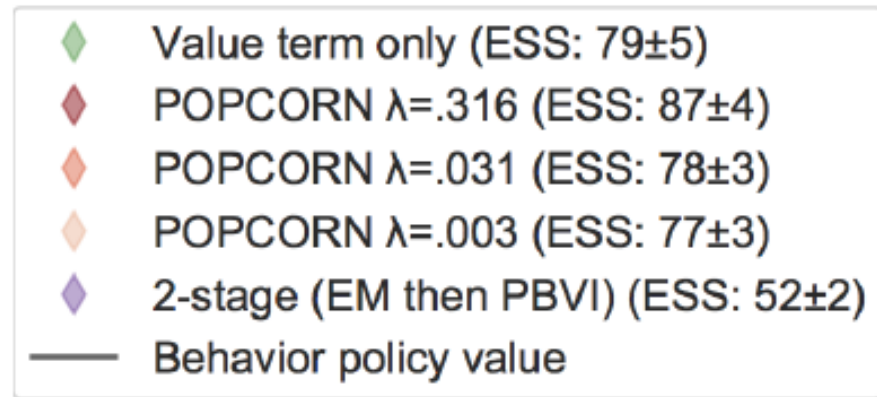 Value term only (ESS: 79±5)
POPCORN λ=.316 (ESS: 87±4)
POPCORN λ=.031 (ESS: 78±3)
POPCORN λ=.003 (ESS: 77±3)
2-stage (EM then PBVI) (ESS: 52±2)
Behavior policy value